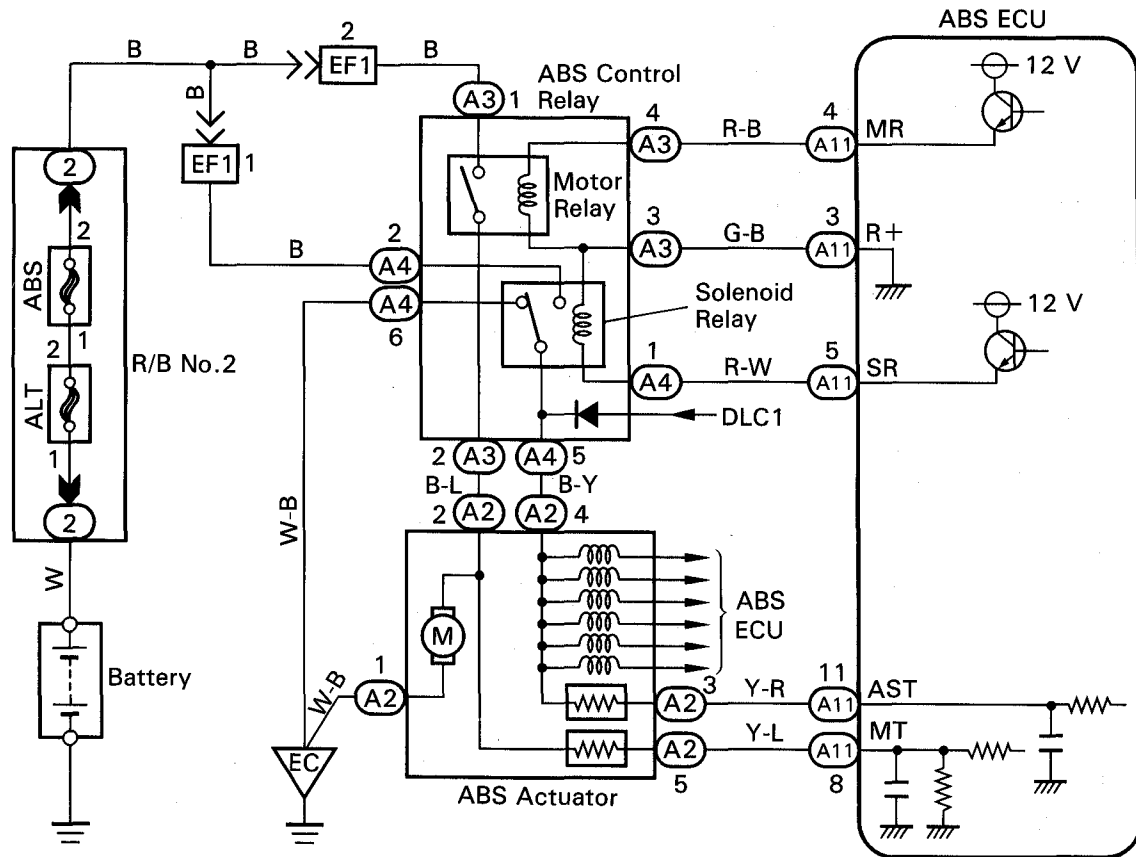 ABS ECU
2
B
B
EF1
B
12 V
ABS Control
Relay
A3
1
B
4
R-B
4
MR
2
A3
A11
EF1
1
Motor
Relay
2
3
G-B
3
R+
B
2
A3
A11
ABS
A4
Solenoid
Relay
12 V
1
A4
2
R/B No.2
6
1
R-W
5
SR
ALT
A4
A11
1
DLC1
2
2
A3
A4
5
B-L
B-Y
W-B
2
A2
A2
4
W
ABS
ECU
M
Battery
1
3
Y-R
11
AST
W-B
A2
A2
A11
Y-L
MT
EC
A2
A11
5
8
ABS Actuator